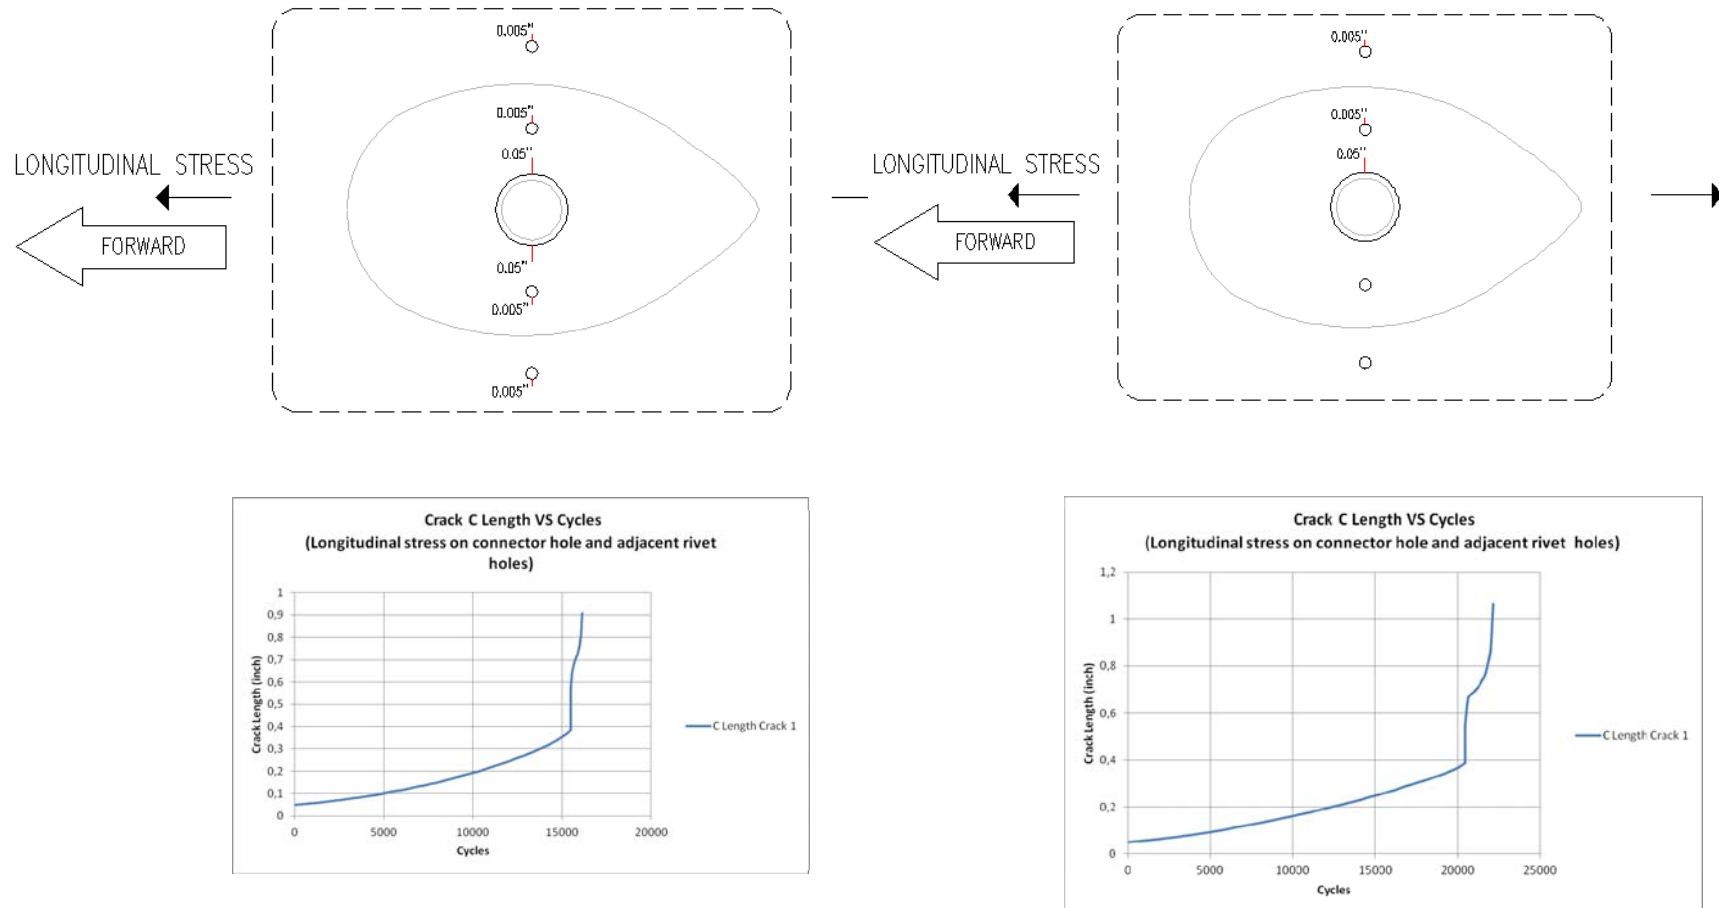 0.005"
0.005"
0.05"
LONGITUDINAL STRESS
FORWARD
0.05"
0.005"
0.005"
0.005"
0.005"
0.05"
LONGITUDINAL STRESS
FORWARD
Crack C Length VS Cycles
(Longitudinal stress on connector hole and adjacent rivet
holes)
Crack Length (inch)
1
0,9
0,8
0,7
0,6
0,5
0,4
0,3
0,2
0,1
0
0 5000 10000 15000 20000
Cycles
C Length Crack 1
Crack C Length VS Cycles
(Longitudinal stress on connector hole and adjacent rivet holes)
Crack Length (inch)
1,2
1
0,8
0,6
0,4
0,2
0
0 5000 10000 15000 20000 25000
Cycles
C Length Crack 1